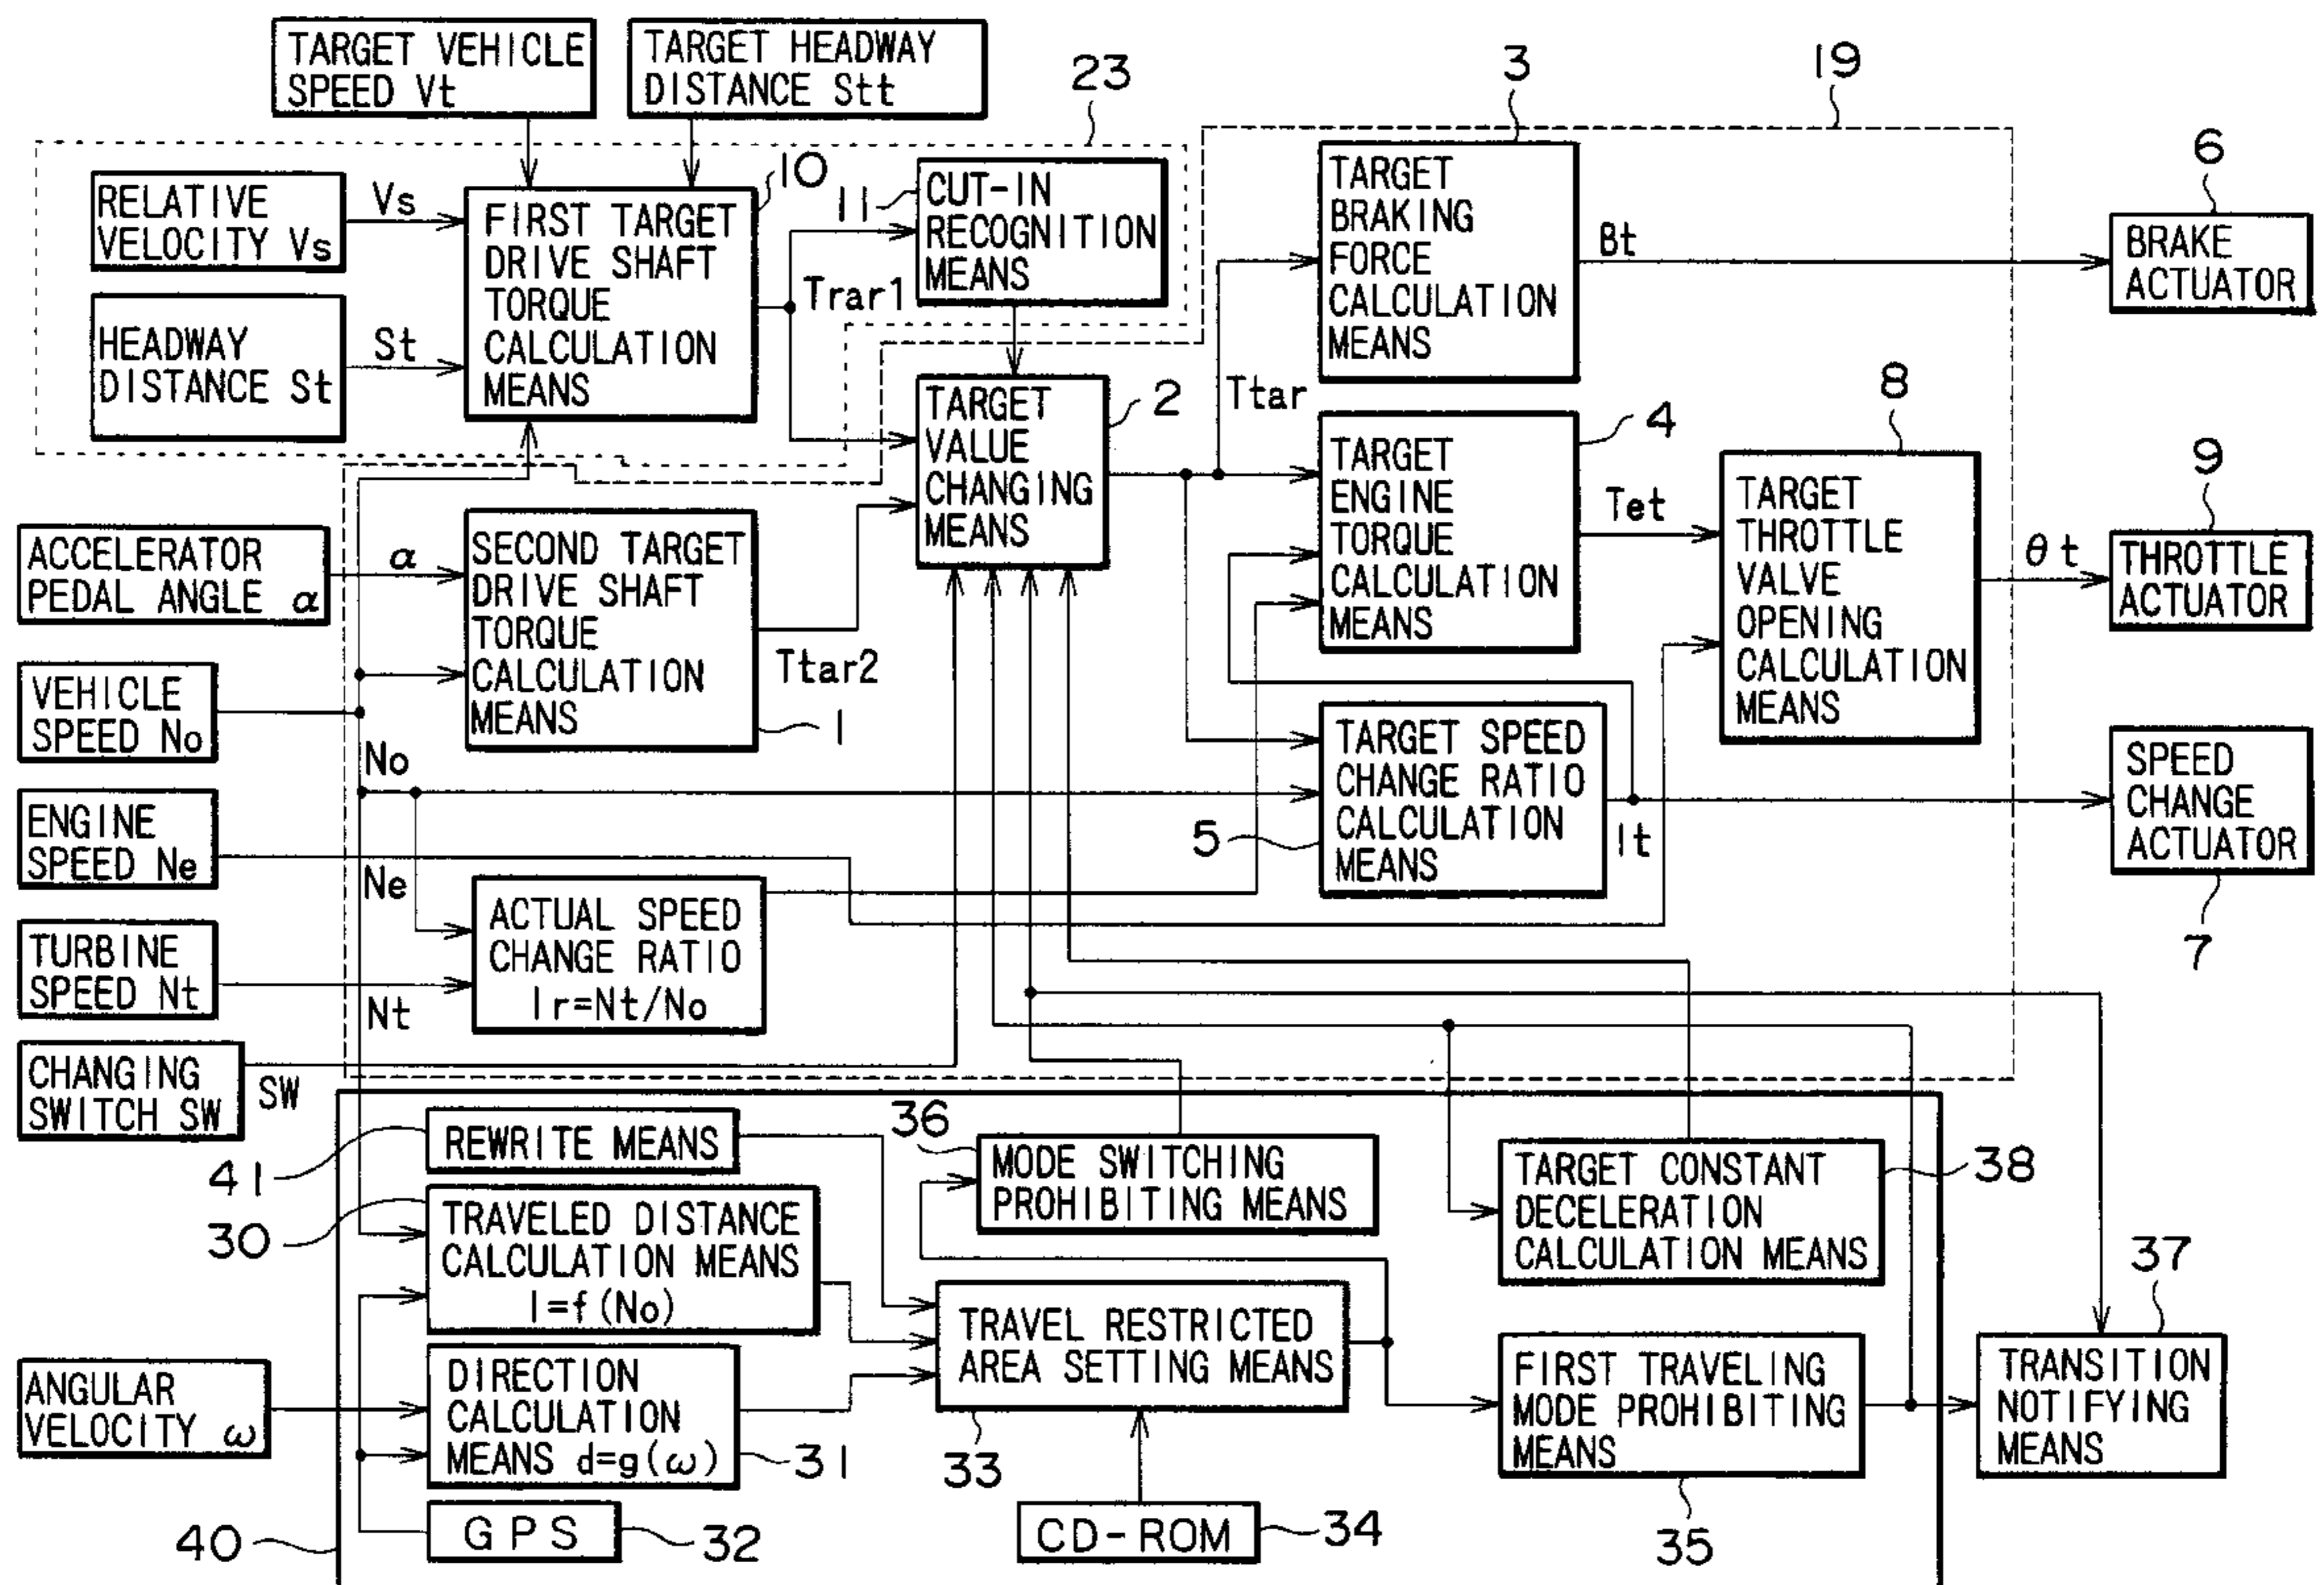 TARGET VEHICLE
SPEED Vt
TARGET HEADWAY
DISTANCE Stt
23
3
19
RELATIVE
VELOCITY Vs
Vs
HEADWAY
DISTANCE St
St
FIRST TARGET
DRIVE SHAFT
TORQUE
CALCULATION
MEANS
10
Trar1
11
CUT-IN
RECOGNITION
MEANS
TARGET
BRAKING
FORCE
CALCULATION
MEANS
Bt
6
BRAKE
ACTUATOR
TARGET
VALUE
CHANGING
MEANS
2
Ttar
TARGET
ENGINE
TORQUE
CALCULATION
MEANS
4
Tet
8
TARGET
THROTTLE
VALVE
OPENING
CALCULATION
MEANS
θt
9
THROTTLE
ACTUATOR
ACCELERATOR
PEDAL ANGLE α
α
SECOND TARGET
DRIVE SHAFT
TORQUE
CALCULATION
MEANS
Ttar2
1
VEHICLE
SPEED No
No
TARGET SPEED
CHANGE RATIO
CALCULATION
MEANS
5
It
SPEED
CHANGE
ACTUATOR
7
ENGINE
SPEED Ne
Ne
ACTUAL SPEED
CHANGE RATIO
Ir=Nt/No
TURBINE
SPEED Nt
Nt
CHANGING
SWITCH SW
SW
REWRITE MEANS
41
TRAVELED DISTANCE
CALCULATION MEANS
l=f(No)
30
36
MODE SWITCHING
PROHIBITING MEANS
TARGET CONSTANT
DECELERATION
CALCULATION MEANS
38
37
ANGULAR
VELOCITY ω
DIRECTION
CALCULATION
MEANS d=g(ω)
31
TRAVEL RESTRICTED
AREA SETTING MEANS
33
FIRST TRAVELING
MODE PROHIBITING
MEANS
35
TRANSITION
NOTIFYING
MEANS
40
GPS
32
CD-ROM
34